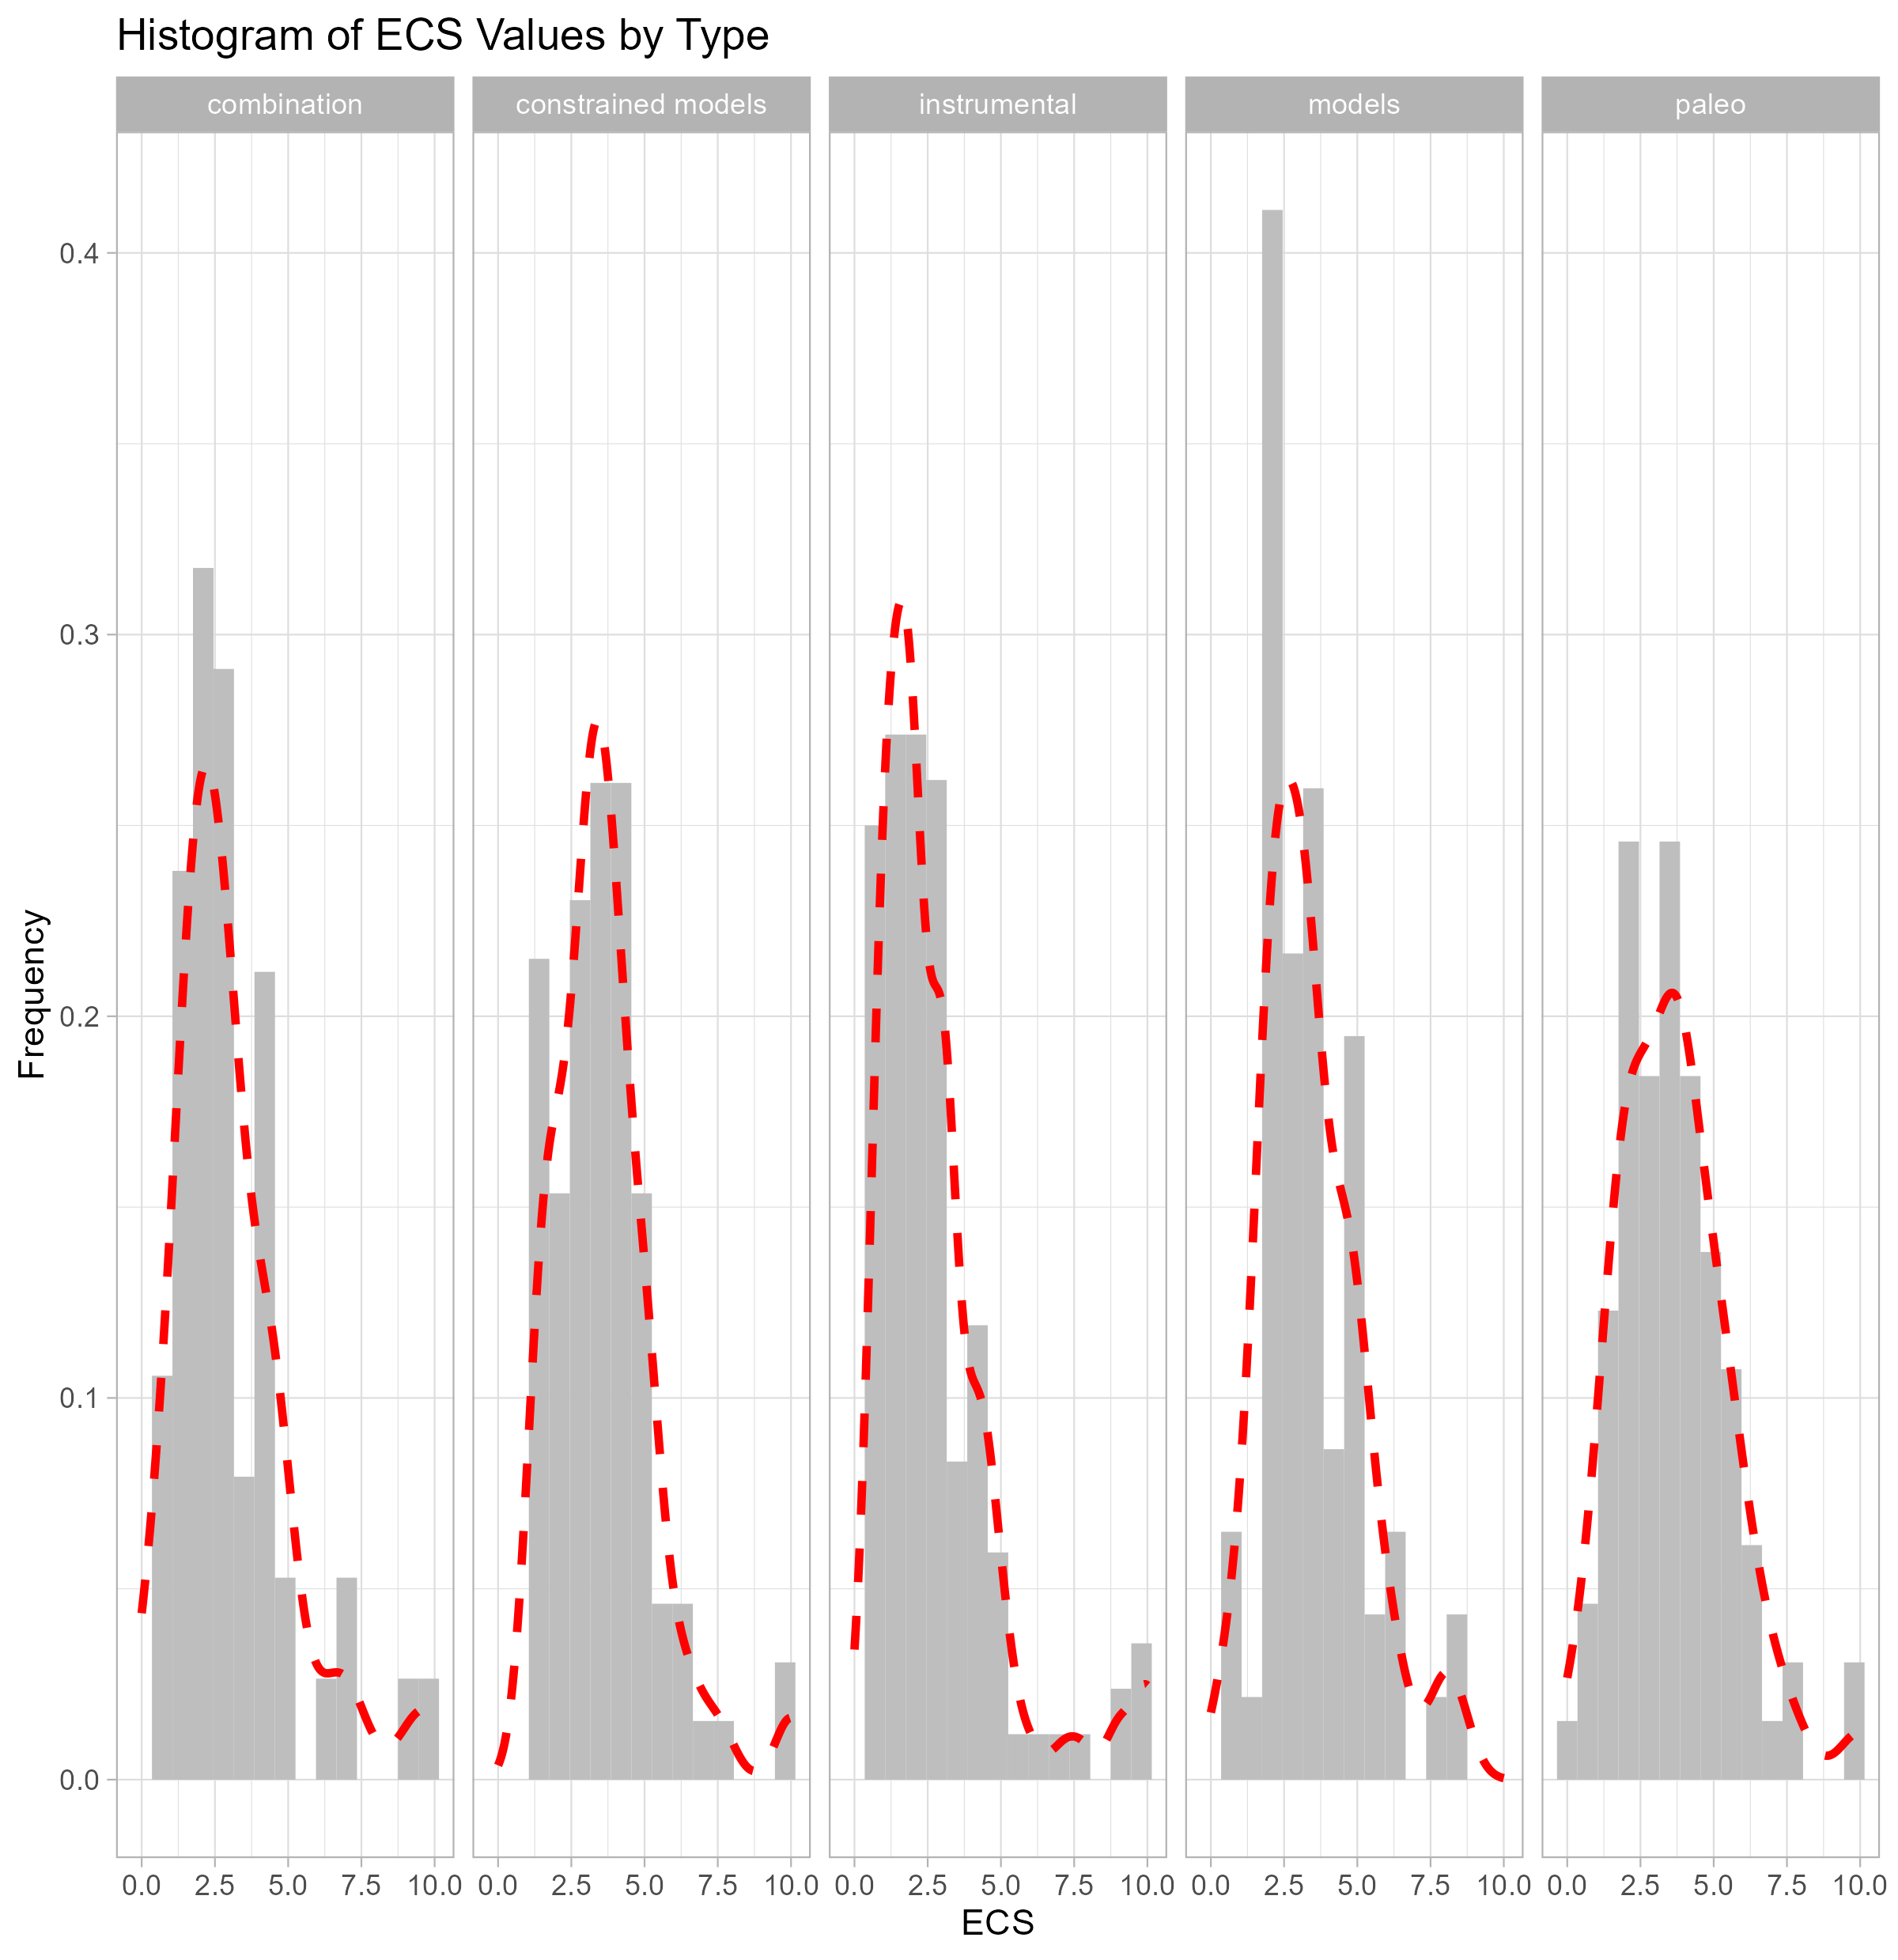 Histogram of ECS Values by Type
combination constrained models instrumental models paleo
0.4
0.3
0.2
0.1
0.0
Frequency
0.0 2.5 5.0 7.5 10.0 0.0 2.5 5.0 7.5 10.0 0.0 2.5 5.0 7.5 10.0 0.0 2.5 5.0 7.5 10.0 0.0 2.5 5.0 7.5 10.0
ECS